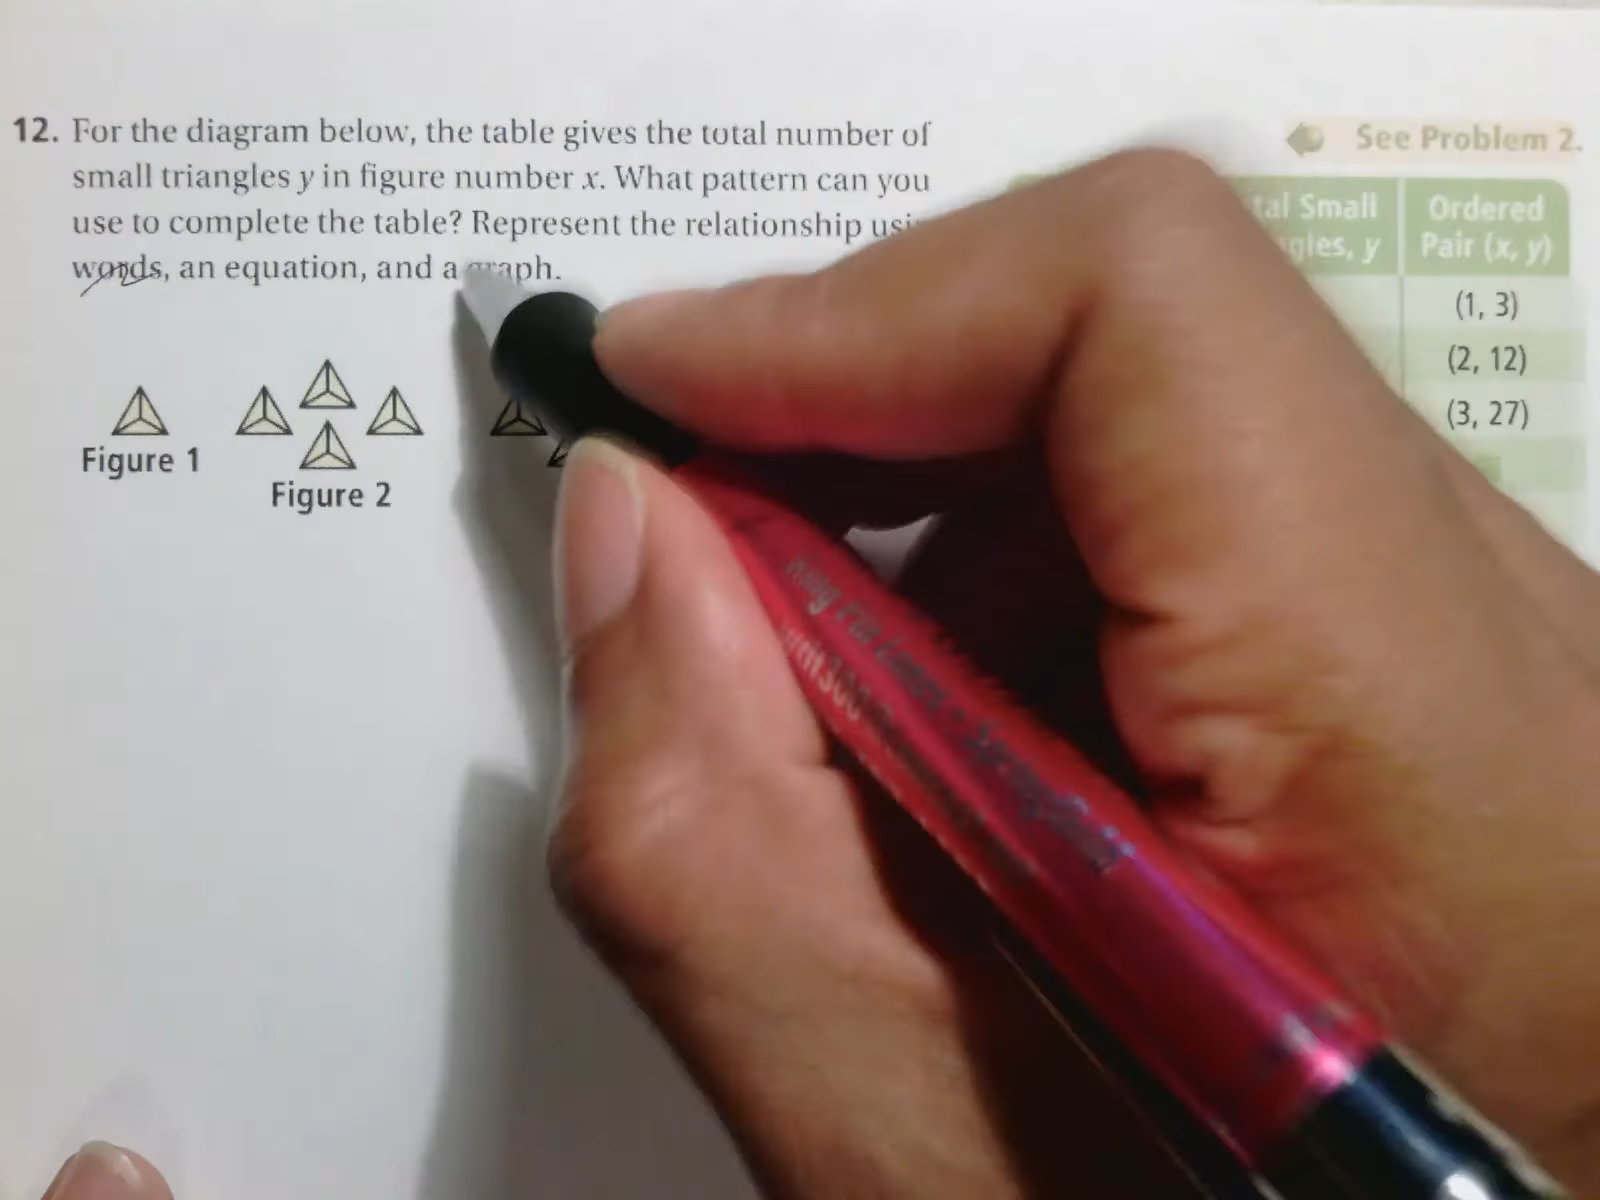 12. For the diagram below, the table gives the total number of
small triangles y in figure number x. What pattern can you
use to complete the table? Represent the relationship
words, an equation, and a graph.
See Problem 2.
Small
y
Ordered
Pair (x, y)
(1, 3)
(2, 12)
(3, 27)
Figure 1
Figure 2